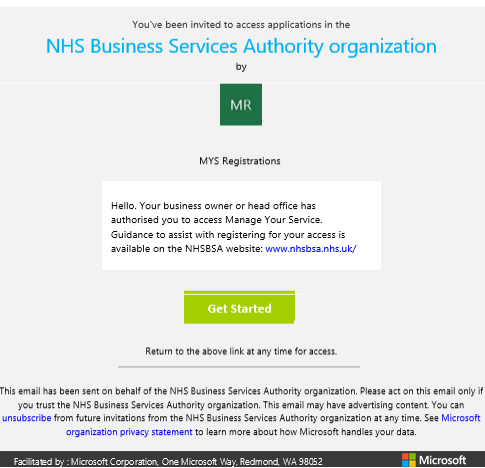 You've been invited to access applications in the
NHS Business Services Authority organization
by
MR
MYS Registrations
Hello. Your business owner or head office has
authorised you to access Manage Your Service.
Guidance to assist with registering for your access is
available on the NHSBSA website: www.nhsbsa.nhs.uk/
Get Started
Return to the above link at any time for access.
This email has been sent on behalf of the NHS Business Services Authority organization. Please act on this email only if
you trust the NHS Business Services Authority organization. This email may have advertising content. You can
unsubscribe from future invitations from the NHS Business Services Authority organization at any time. See Microsoft
organization privacy statement to learn more about how Microsoft handles your data.
Facilitated by : Microsoft Corporation, One Microsoft Way, Redmond, WA 98052
Microsoft